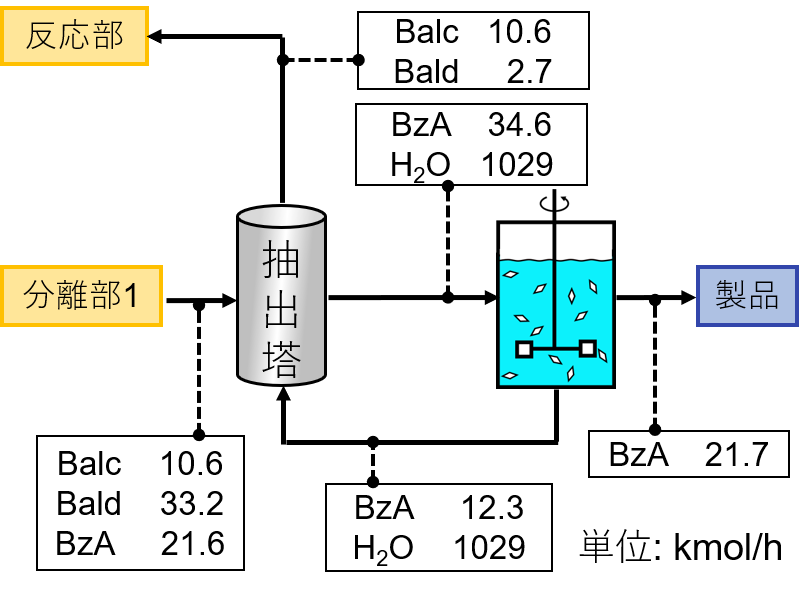 反応部
Balc 10.6
Bald 2.7
BzA 34.6
H₂O 1029
抽出塔
分離部1
製品
Balc 10.6
Bald 33.2
BzA 21.6
BzA 12.3
H₂O 1029
BzA 21.7
単位: kmol/h